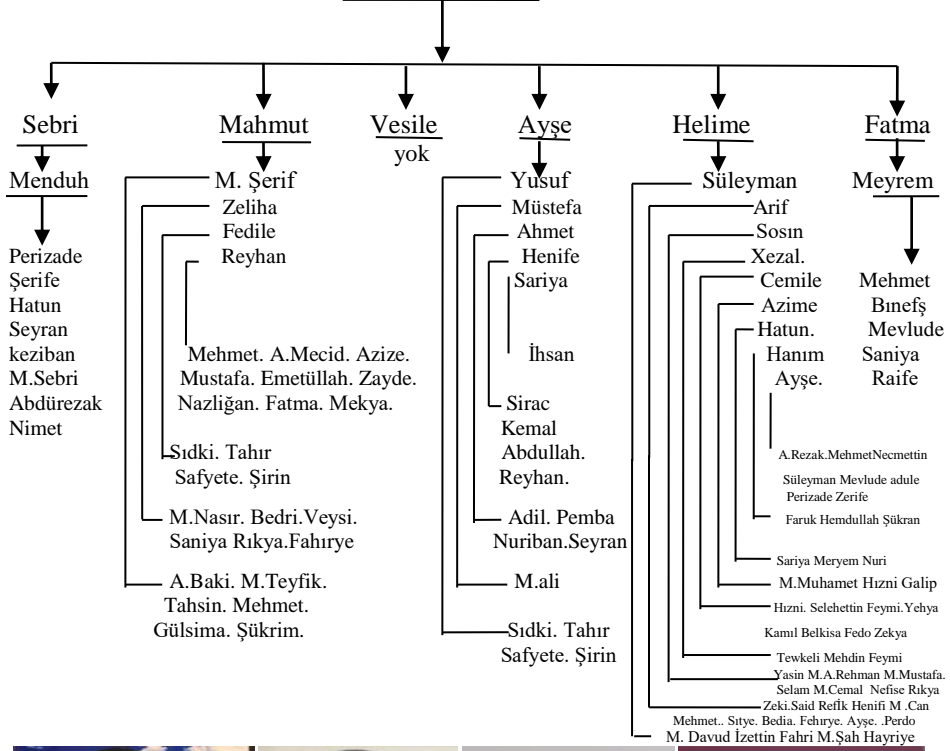 Sebri
Mahmut
Vesile
Ayşe
Helime
Fatma
yok
Menduh
Perizade
Şerife
Hatun
Seyran
keziban
M.Sebri
Abdürezak
Nimet
M. Şerif
Zeliha
Fedile
Reyhan
Mehmet. A.Mecid. Azize.
Mustafa. Emetüllah. Zayde.
Nazliğan. Fatma. Mekya.
Sıdki. Tahır
Safyete. Şirin
M.Nasır. Bedri.Veysi.
Saniya Rıkya.Fahırye
A.Baki. M.Teyfik.
Tahsin. Mehmet.
Gülsima. Şükrim.
Yusuf
Müstefa
Ahmet
Henife
Sariya
İhsan
Sirac
Kemal
Abdullah.
Reyhan.
Adil. Pemba
Nuriban.Seyran
M.ali
Sıdki. Tahır
Safyete. Şirin
Süleyman
Arif
Sosın
Xezal.
Cemile
Azime
Hatun.
Hanım
Ayşe.
A.Rezak.MehmetNecmettin
Süleyman Mevlude adule
Perizade Zerife
Faruk Hemdullah Şükran
Sariya Meryem Nuri
M.Muhamet Hızni Galip
Hızni. Selehettin Feymi.Yehya
Kamıl Belkisa Fedo Zekya
Tewkeli Mehdin Feymi
Yasin M.A.Rehman M.Mustafa.
Selam M.Cemal Nefise Rıkya
Zeki.Said Refİk Henifi M .Can
Mehmet.. Sıtye. Bedia. Fehırye. Ayşe. .Perdo
M. Davud İzettin Fahri M.Şah Hayriye
Meyrem
Mehmet
Bınefş
Mevlude
Saniya
Raife